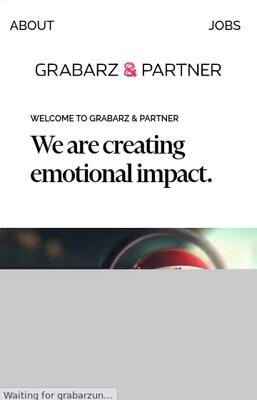 ABOUT JOBS
GRABARZ & PARTNER
WELCOME TO GRABARZ & PARTNER
We are creating
emotional impact.
Waiting for grabarzun...